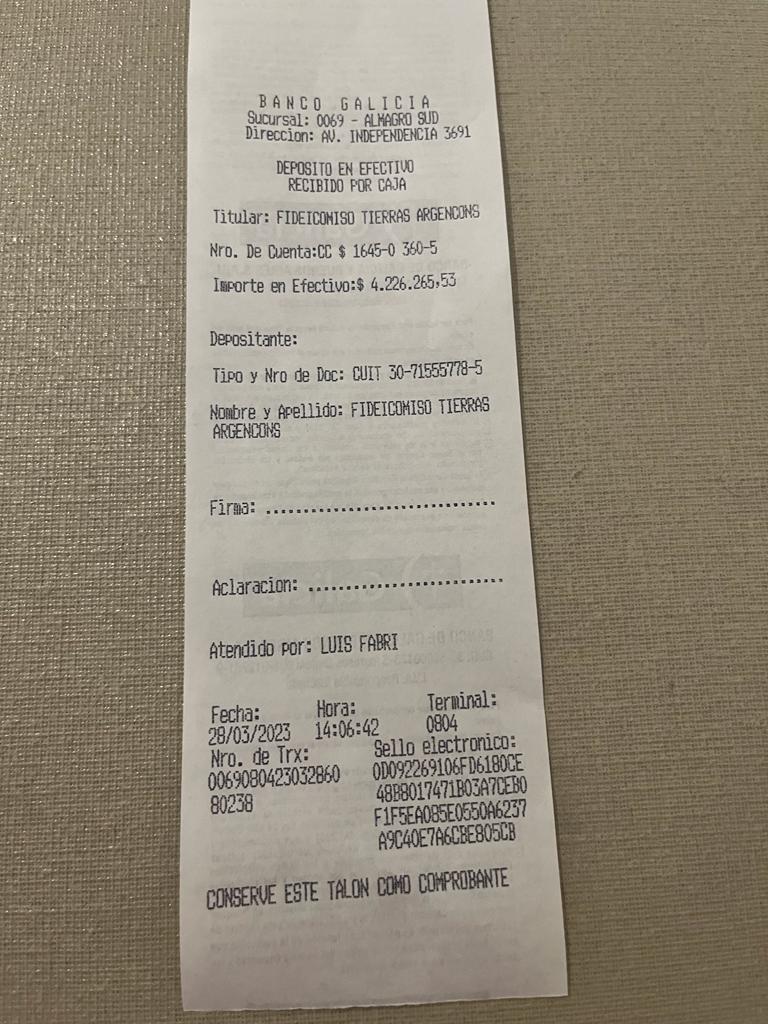 BANCO GALICIA
Sucursal: 0069 - ALMAGRO SUD
Direccion: AV. INDEPENDENCIA 3691
DEPOSITO EN EFECTIVO
RECIBIDO POR CAJA
Titular: FIDEICOMISO TIERRAS ARGENCONS
Nro. De Cuenta:CC $ 1645-0 360-5
Importe en Efectivo:$ 4.226.265,53
Depositante:
Tipo y Nro de Doc: CUIT 30-71555778-5
Nombre y Apellido: FIDEICOMISO TIERRAS
ARGENCONS
Firma: ..............................
Aclaracion: .........................
Atendido por: LUIS FABRI
Fecha: Hora: Terminal:
28/03/2023 14:06:42 0804
Nro. de Trx: Sello electronico:
0069080423032860 0D092269106FD6180CE
80238 48B8017471B03A7CEB0
F1F5EA085E0550A6237
A9C40E7A6CBE805CB
CONSERVE ESTE TALON COMO COMPROBANTE